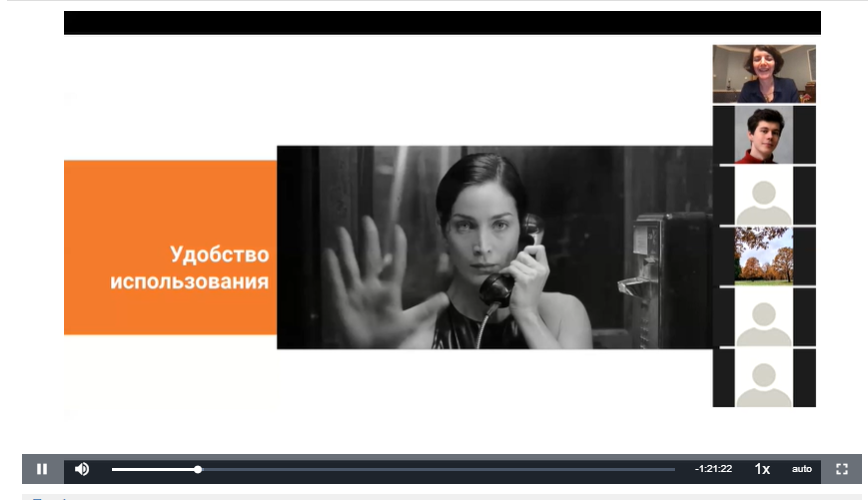 Удобство
использования
-1:21:22
1x
auto